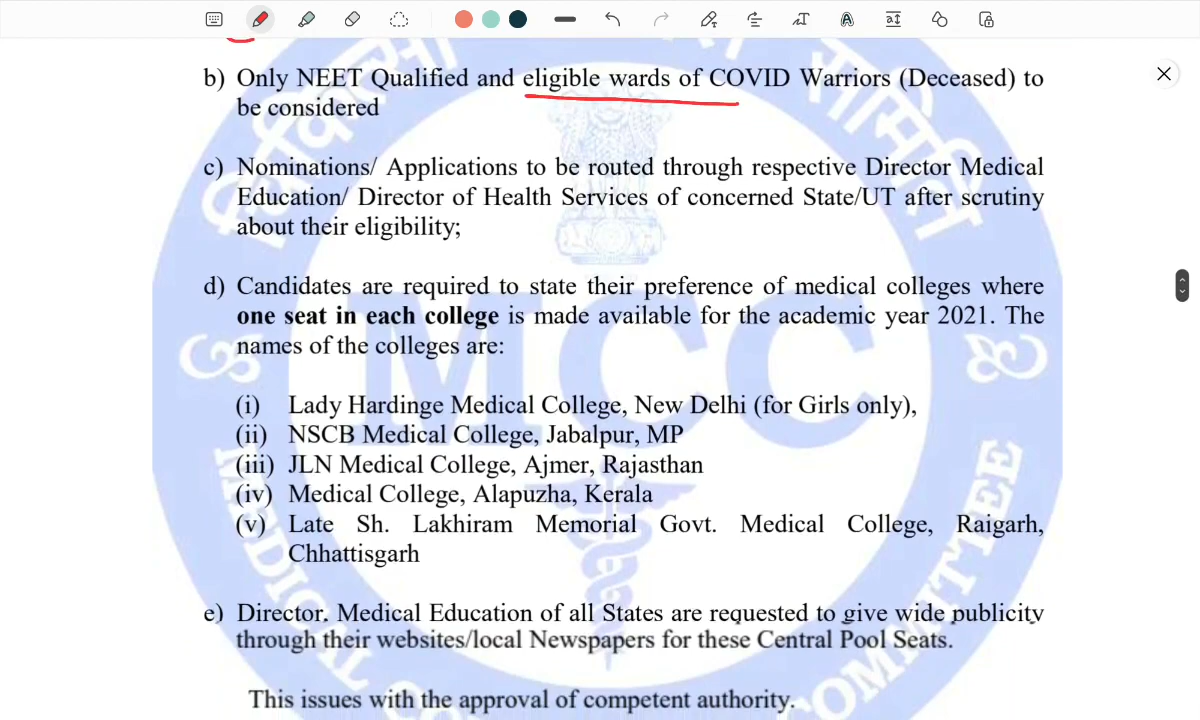 b) Only NEET Qualified and eligible wards of COVID Warriors (Deceased) to
be considered
c) Nominations/ Applications to be routed through respective Director Medical
Education/ Director of Health Services of concerned State/UT after scrutiny
about their eligibility;
d) Candidates are required to state their preference of medical colleges where
one seat in each college is made available for the academic year 2021. The
names of the colleges are:
(i) Lady Hardinge Medical College, New Delhi (for Girls only),
(ii) NSCB Medical College, Jabalpur, MP
(iii) JLN Medical College, Ajmer, Rajasthan
(iv) Medical College, Alapuzha, Kerala
(v) Late Sh. Lakhiram Memorial Govt. Medical College, Raigarh,
Chhattisgarh
e) Director. Medical Education of all States are requested to give wide publicity
through their websites/local Newspapers for these Central Pool Seats.
This issues with the approval of competent authority.
MCC